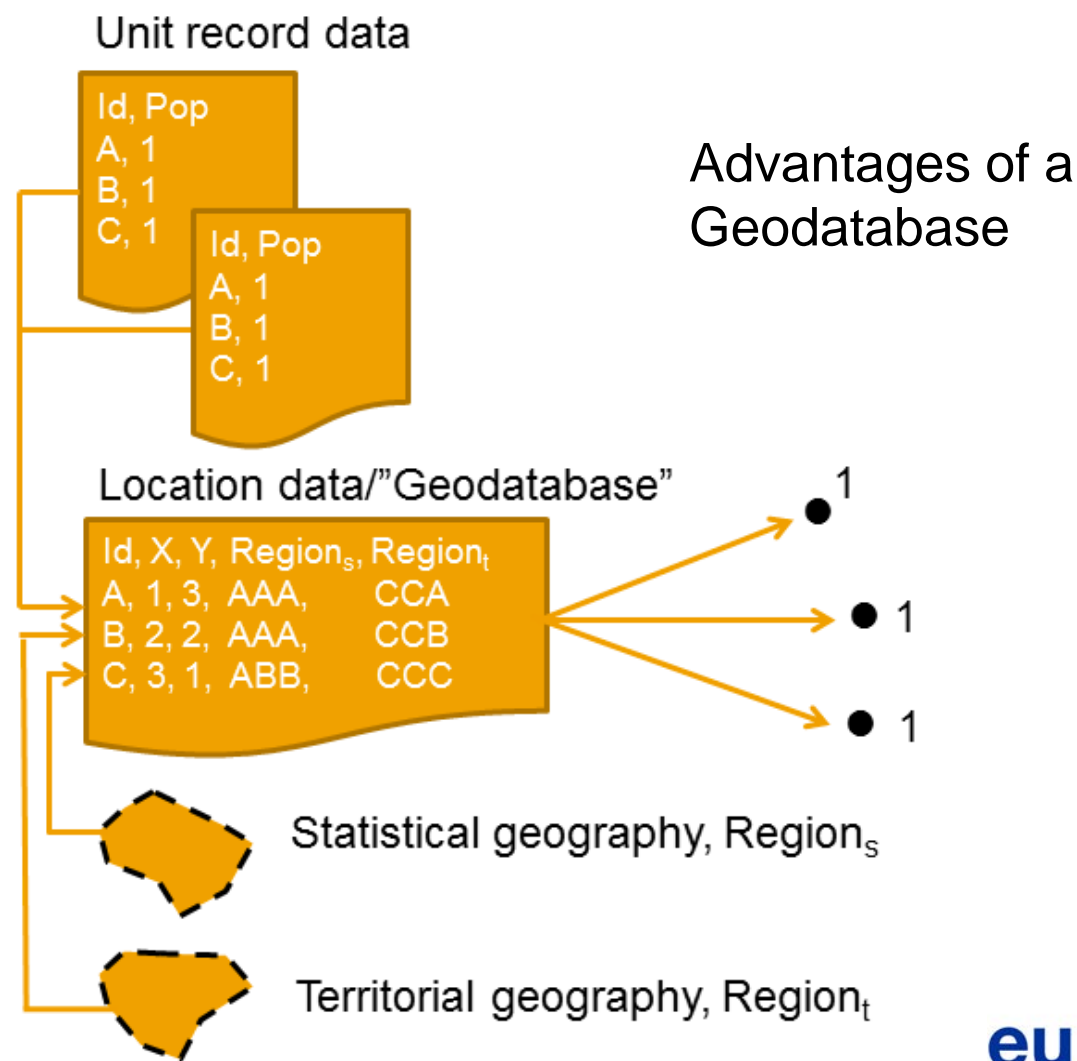 Unit record data
Id, Pop
A, 1
B, 1
C, 1
Id, Pop
A, 1
B, 1
C, 1
Advantages of a
Geodatabase
Location data/”Geodatabase”
Id, X, Y, Regionₛ, Regionₜ
A, 1, 3, AAA, CCA
B, 2, 2, AAA, CCB
C, 3, 1, ABB, CCC
1
1
1
Statistical geography, Regionₛ
Territorial geography, Regionₜ
eu